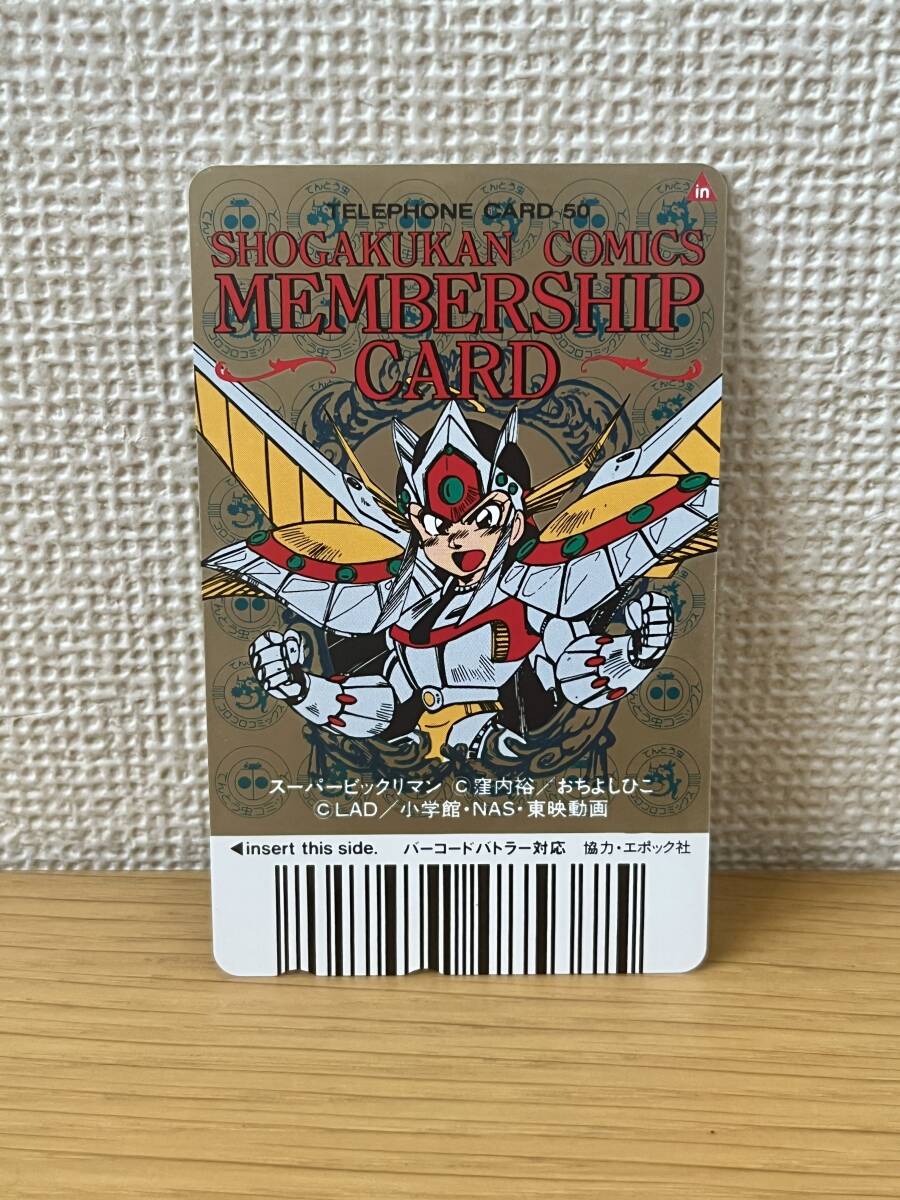 in
TELEPHONE CARD 50
SHOGAKUKAN COMICS
MEMBERSHIP
CARD
スーパービックリマン ©窪内裕/おちよしひこ
©LAD/小学館・NAS・東映動画
◀insert this side. バーコードバトラー対応 協力・エポック社